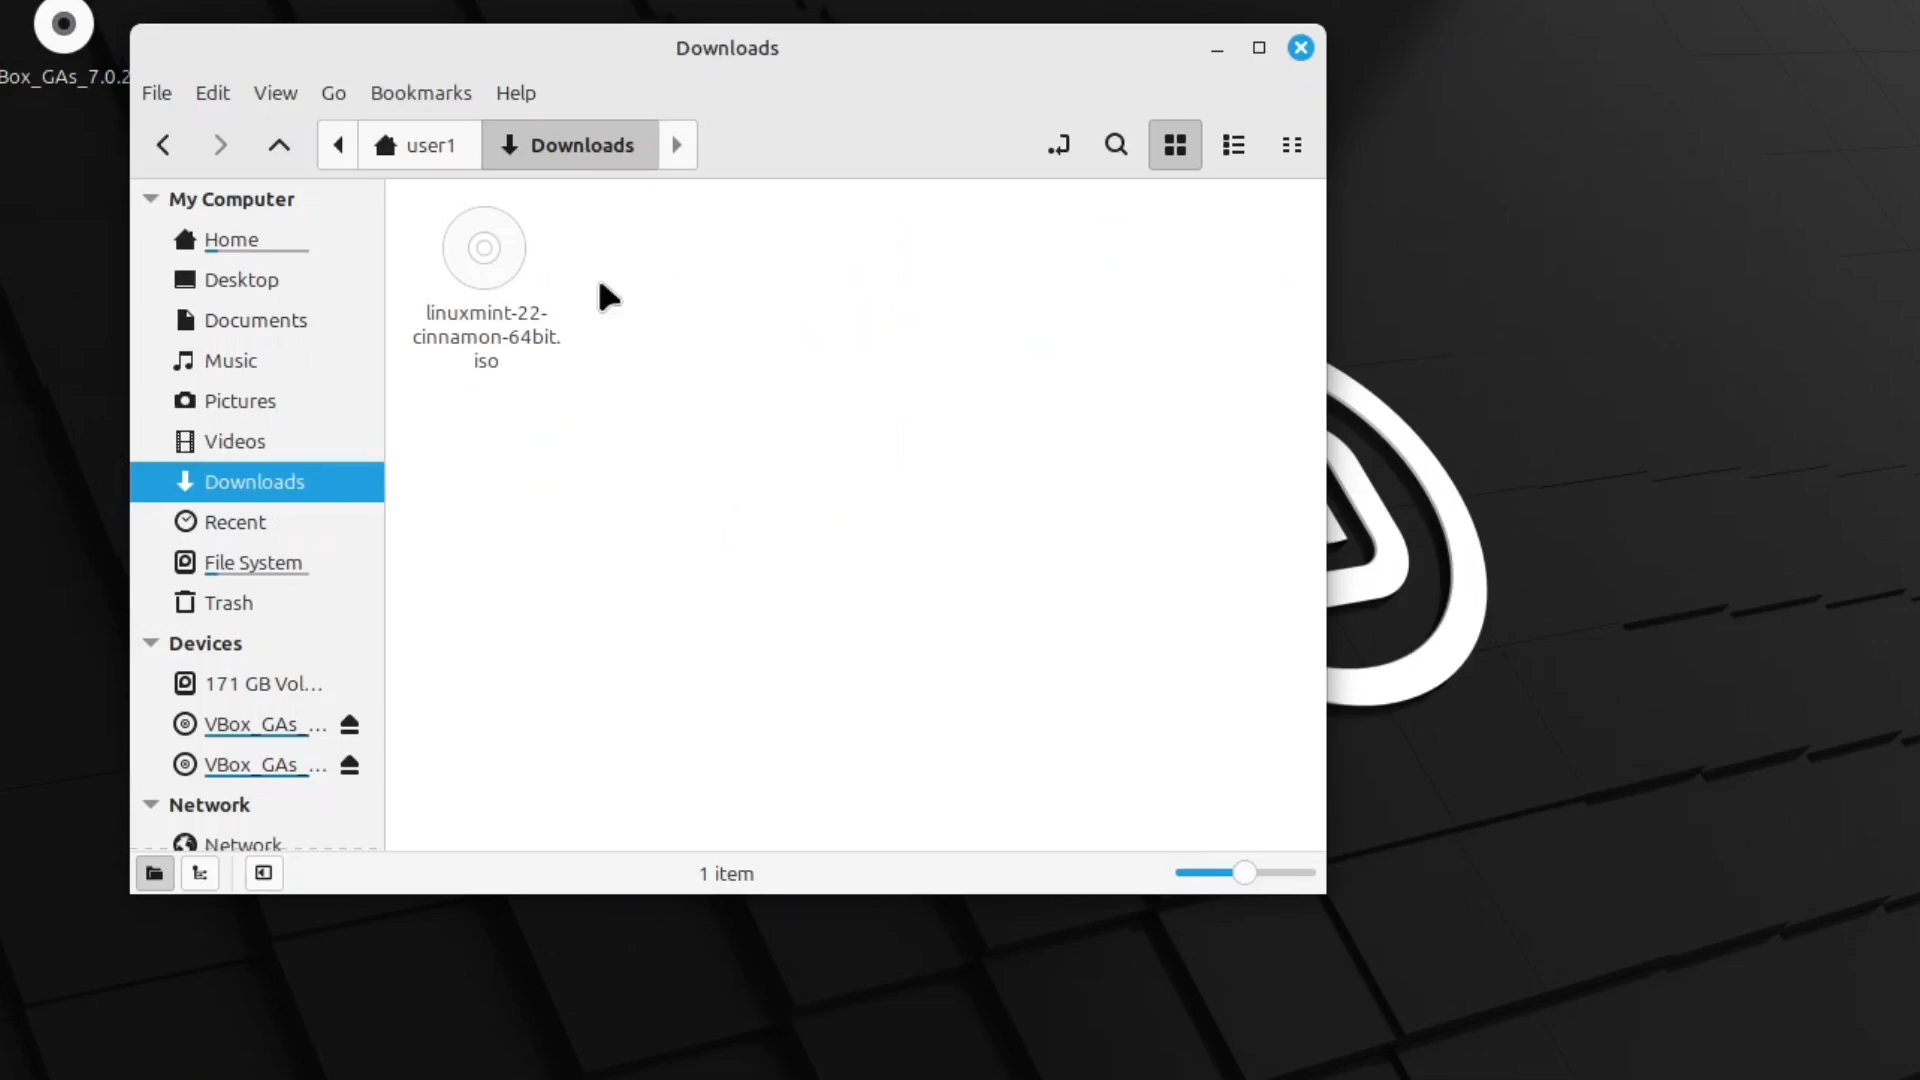 Box_GAs_7.0.2
Downloads
File Edit View Go Bookmarks Help
user1 Downloads
My Computer
Home
Desktop
Documents
Music
Pictures
Videos
Downloads
Recent
File System
Trash
Devices
171 GB Vol...
VBox_GAs_...
VBox_GAs_...
Network
Network
linuxmint-22-
cinnamon-64bit.
iso
1 item